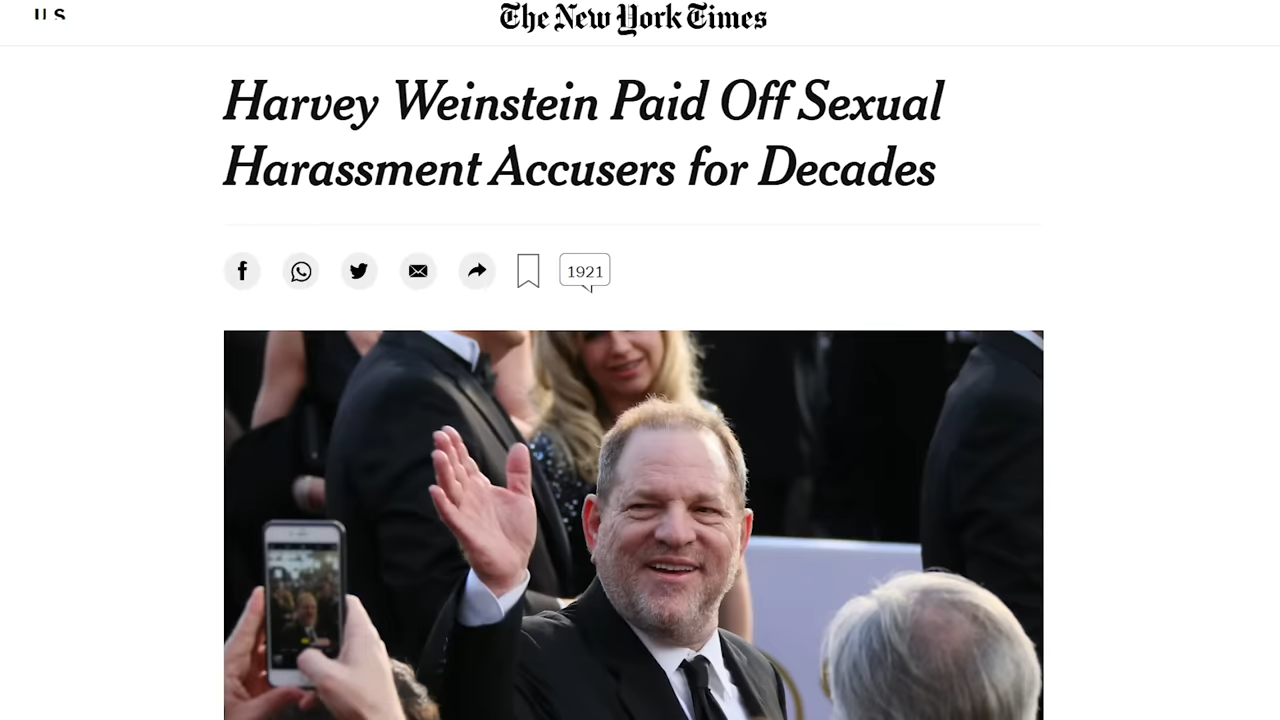 U.S.
The New York Times
Harvey Weinstein Paid Off Sexual
Harassment Accusers for Decades
1921